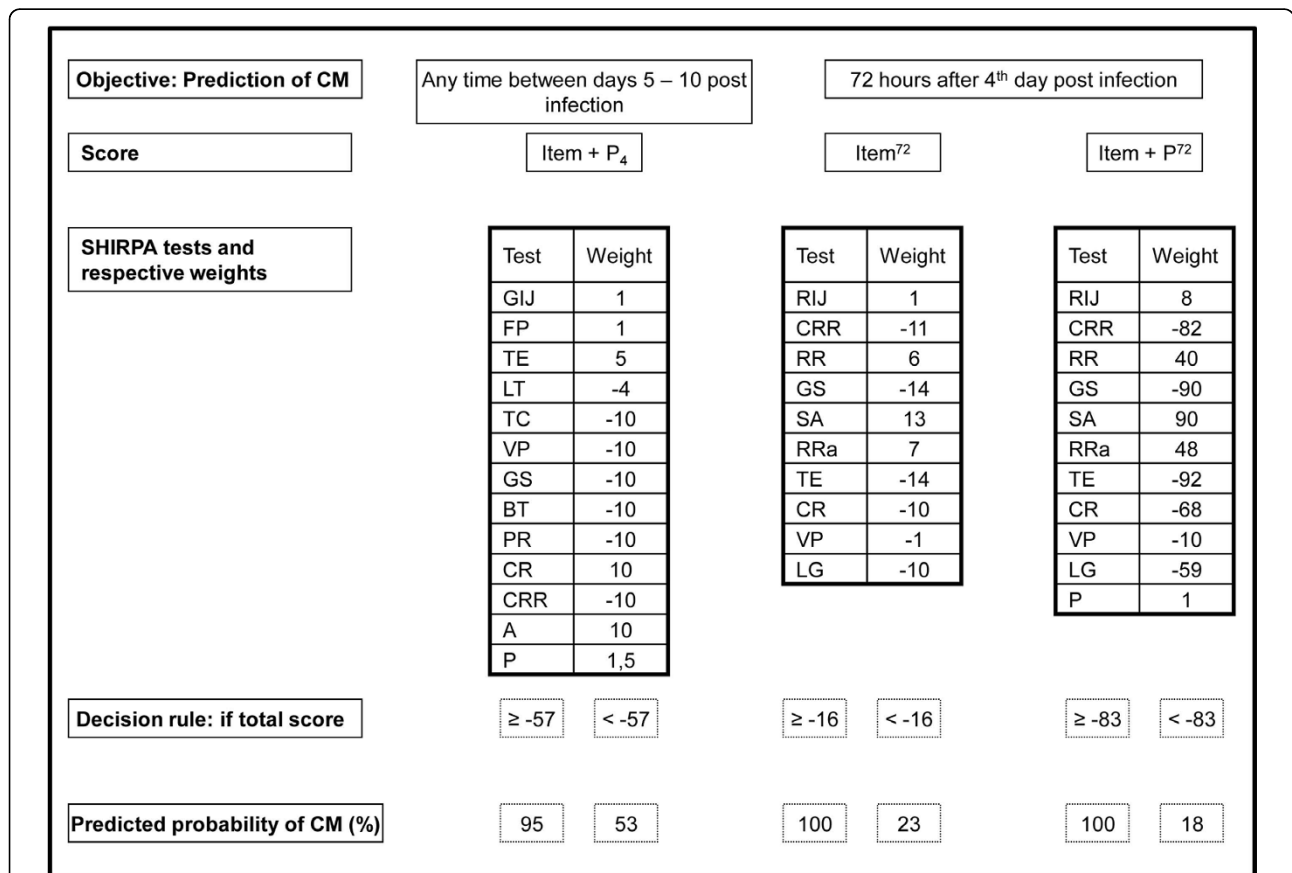 Objective: Prediction of CM
Any time between days 5 – 10 post
infection
72 hours after 4th day post infection
Score
Item + P4
Item72
Item + P72
SHIRPA tests and
respective weights
Test Weight
GIJ 1
FP 1
TE 5
LT -4
TC -10
VP -10
GS -10
BT -10
PR -10
CR 10
CRR -10
A 10
P 1,5
Test Weight
RIJ 1
CRR -11
RR 6
GS -14
SA 13
RRa 7
TE -14
CR -10
VP -1
LG -10
Test Weight
RIJ 8
CRR -82
RR 40
GS -90
SA 90
RRa 48
TE -92
CR -68
VP -10
LG -59
P 1
Decision rule: if total score
≥ -57 < -57
≥ -16 < -16
≥ -83 < -83
Predicted probability of CM (%)
95 53
100 23
100 18